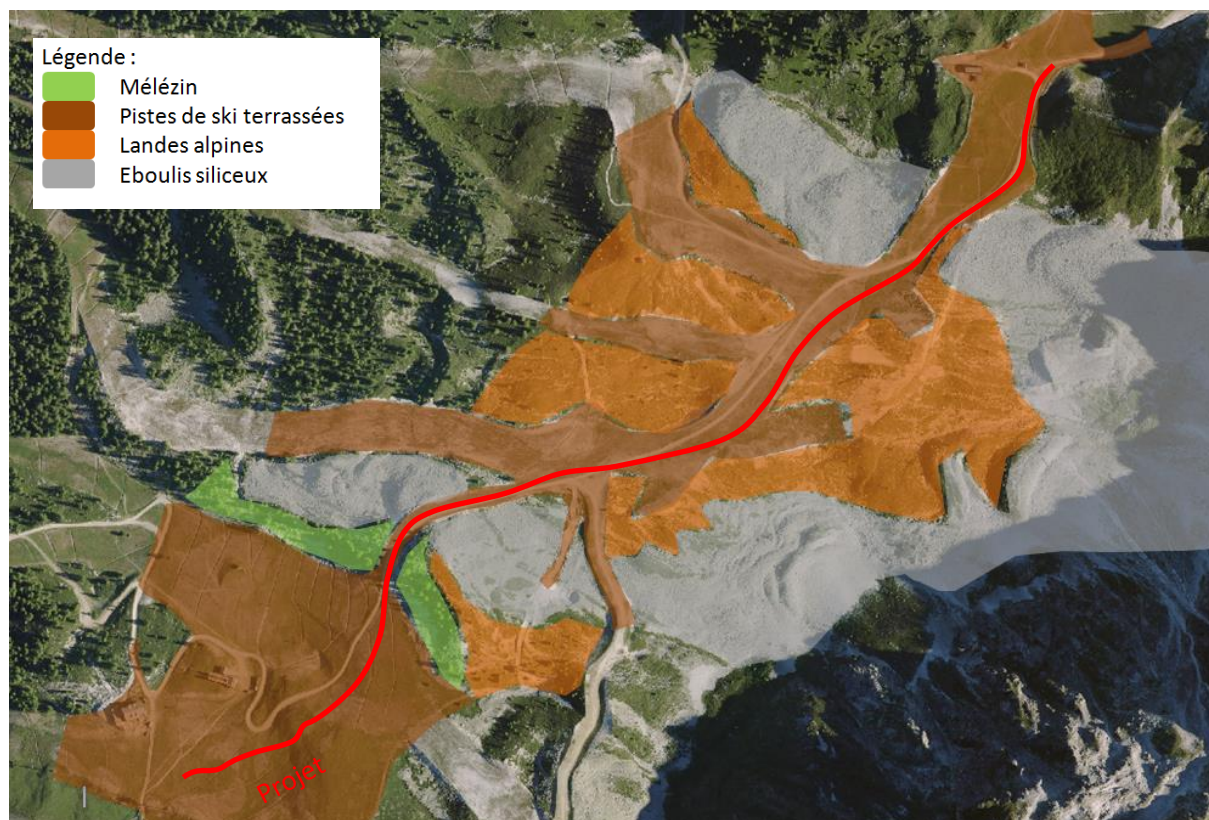 Légende :
Mélézin
Pistes de ski terrassées
Landes alpines
Eboulis siliceux
Projet